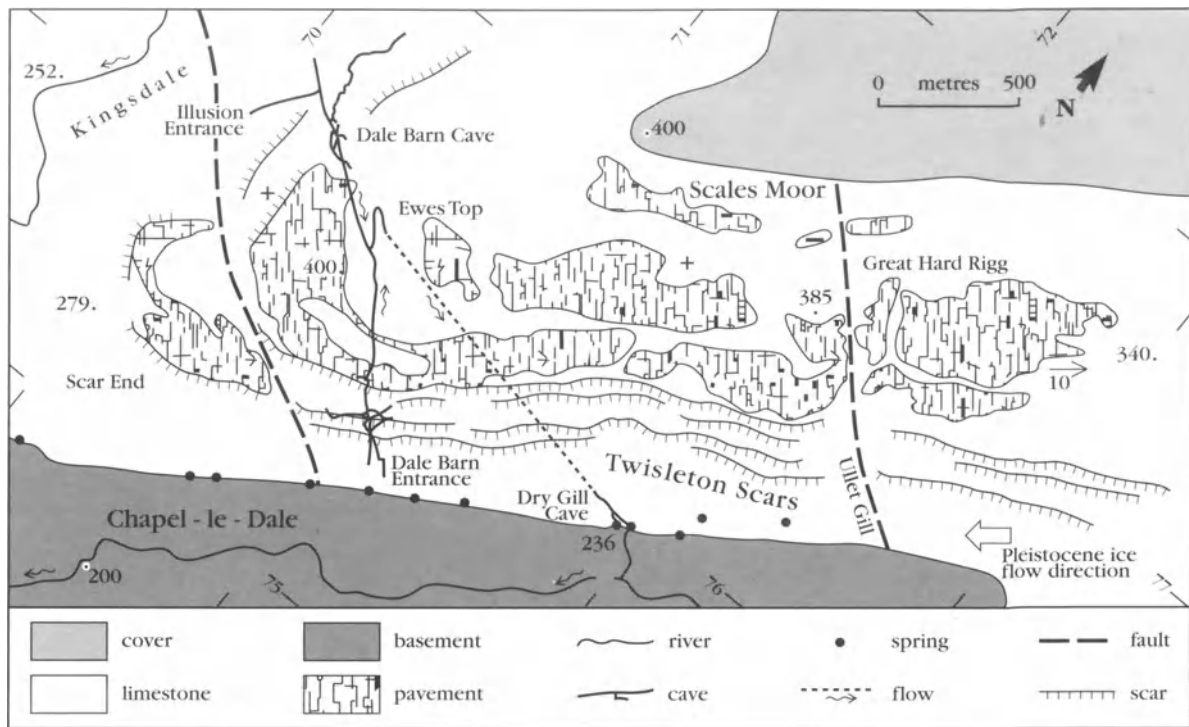 70
71
72
252.
Kingsdale
0 metres 500
N
Illusion
Entrance
Dale Barn Cave
400
Scales Moor
Ewes Top
400.
Great Hard Rigg
279.
385
340.
10
Scar End
Dale Barn
Entrance
Twisleton Scars
Ullet Gill
Dry Gill
Cave
Chapel - le - Dale
236
Pleistocene ice
flow direction
200
75
76
77
cover
basement
river
spring
fault
limestone
pavement
cave
flow
scar